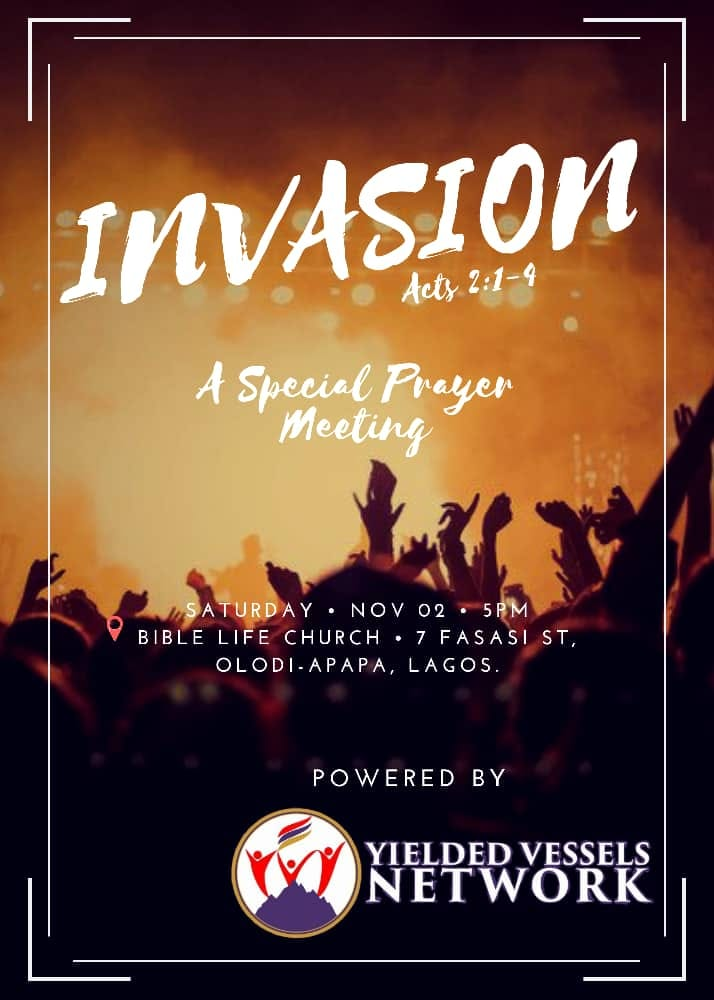 INVASION
Acts 2:1-4
A Special Prayer
Meeting
SATURDAY • NOV 02 • 5PM
BIBLE LIFE CHURCH • 7 FASASI ST,
OLODI-APAPA, LAGOS.
POWERED BY
YIELDED VESSELS
NETWORK